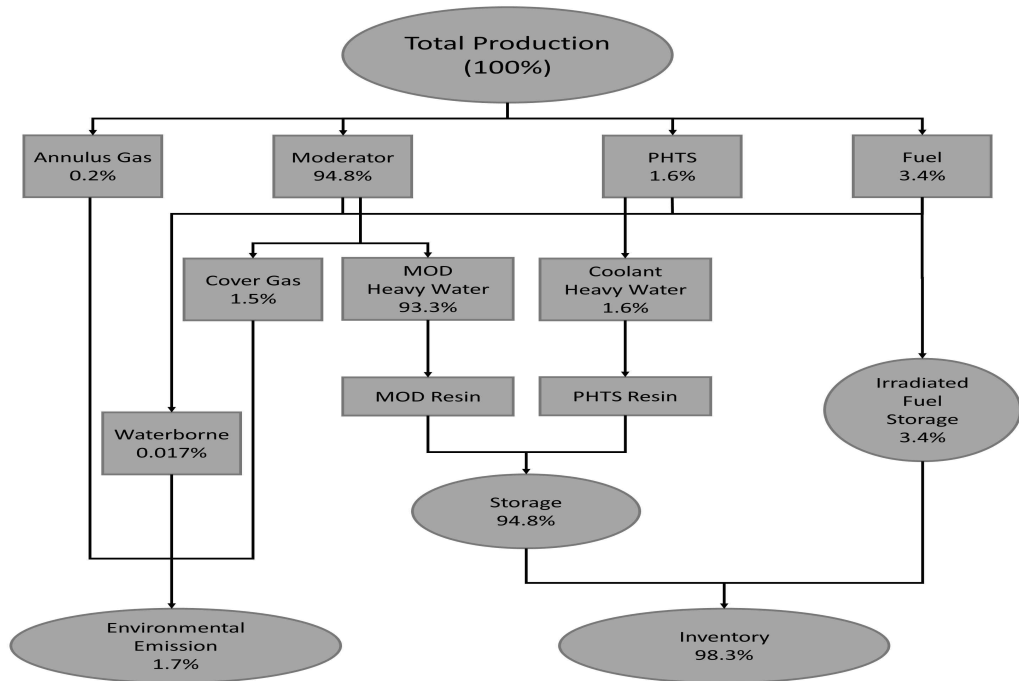 Total Production
(100%)
Annulus Gas
0.2%
Moderator
94.8%
PHTS
1.6%
Fuel
3.4%
Cover Gas
1.5%
MOD
Heavy Water
93.3%
Coolant
Heavy Water
1.6%
MOD Resin
PHTS Resin
Irradiated
Fuel
Storage
3.4%
Waterborne
0.017%
Storage
94.8%
Environmental
Emission
1.7%
Inventory
98.3%